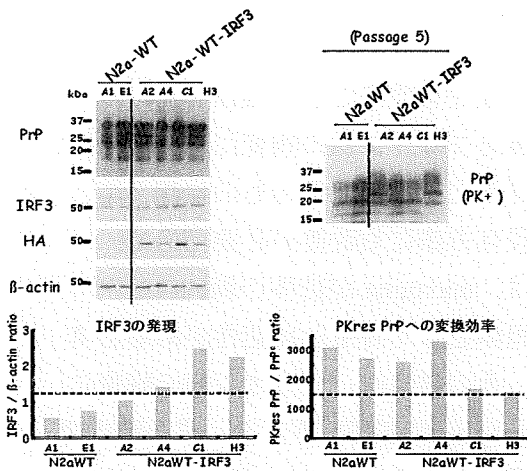 N2a-WT
N2a-WT-IRF3
kDa A1 E1 A2 A4 C1 H3
PrP
37
25
20
15
IRF3 50
HA 50
ß-actin 50
(Passage 5)
N2aWT
N2aWT-IRF3
A1 E1 A2 A4 C1 H3
37
25
20
15
PrP
(PK+)
IRF3の発現
IRF3 / ß-actin ratio
3
2
1
0
A1 E1 A2 A4 C1 H3
N2aWT N2aWT-IRF3
PKres PrPへの変換効率
PKres PrP / PrPᶜ ratio
3000
2000
1000
0
A1 E1 A2 A4 C1 H3
N2aWT N2aWT-IRF3